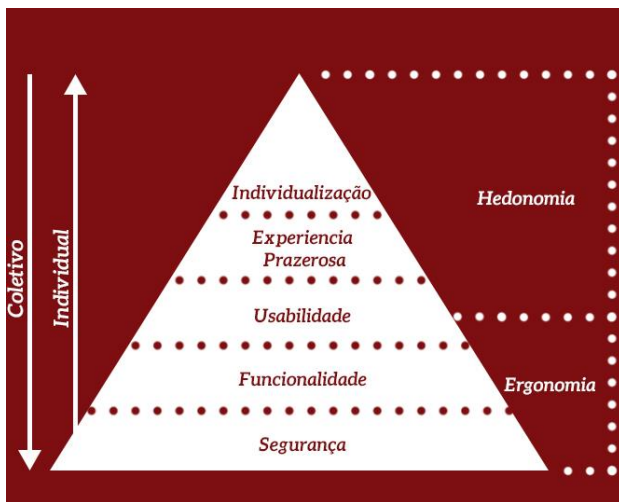 Individualização
Experiencia
Prazerosa
Usabilidade
Funcionalidade
Segurança
Hedonomia
Ergonomia
Coletivo
Individual